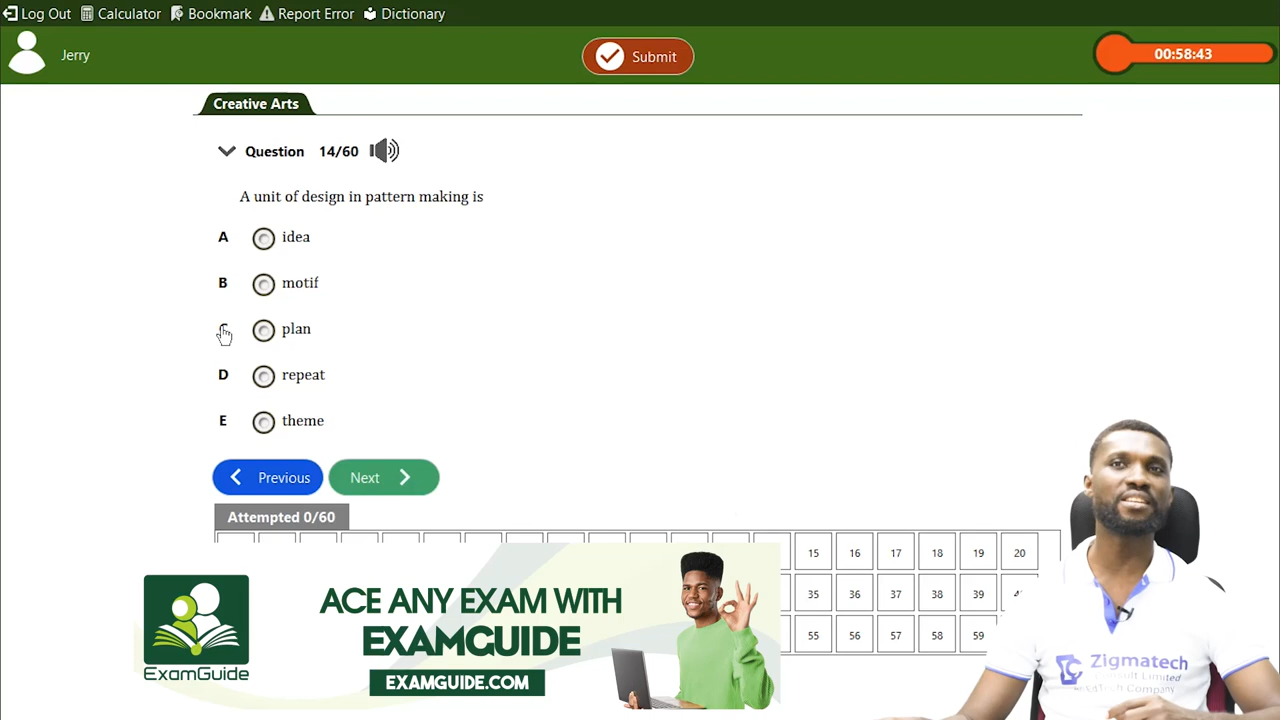 Log Out Calculator Bookmark Report Error Dictionary
Jerry
Submit
00:58:43
Creative Arts
Question 14/60
A unit of design in pattern making is
A idea
B motif
plan
D repeat
E theme
Previous
Next
Attempted 0/60
15 16 17 18 19 20
35 36 37 38 39
55 56 57 58 59
ACE ANY EXAM WITH
EXAMGUIDE
EXAMGUIDE.COM
ExamGuide
Zigmatech
Consult Limited
Company